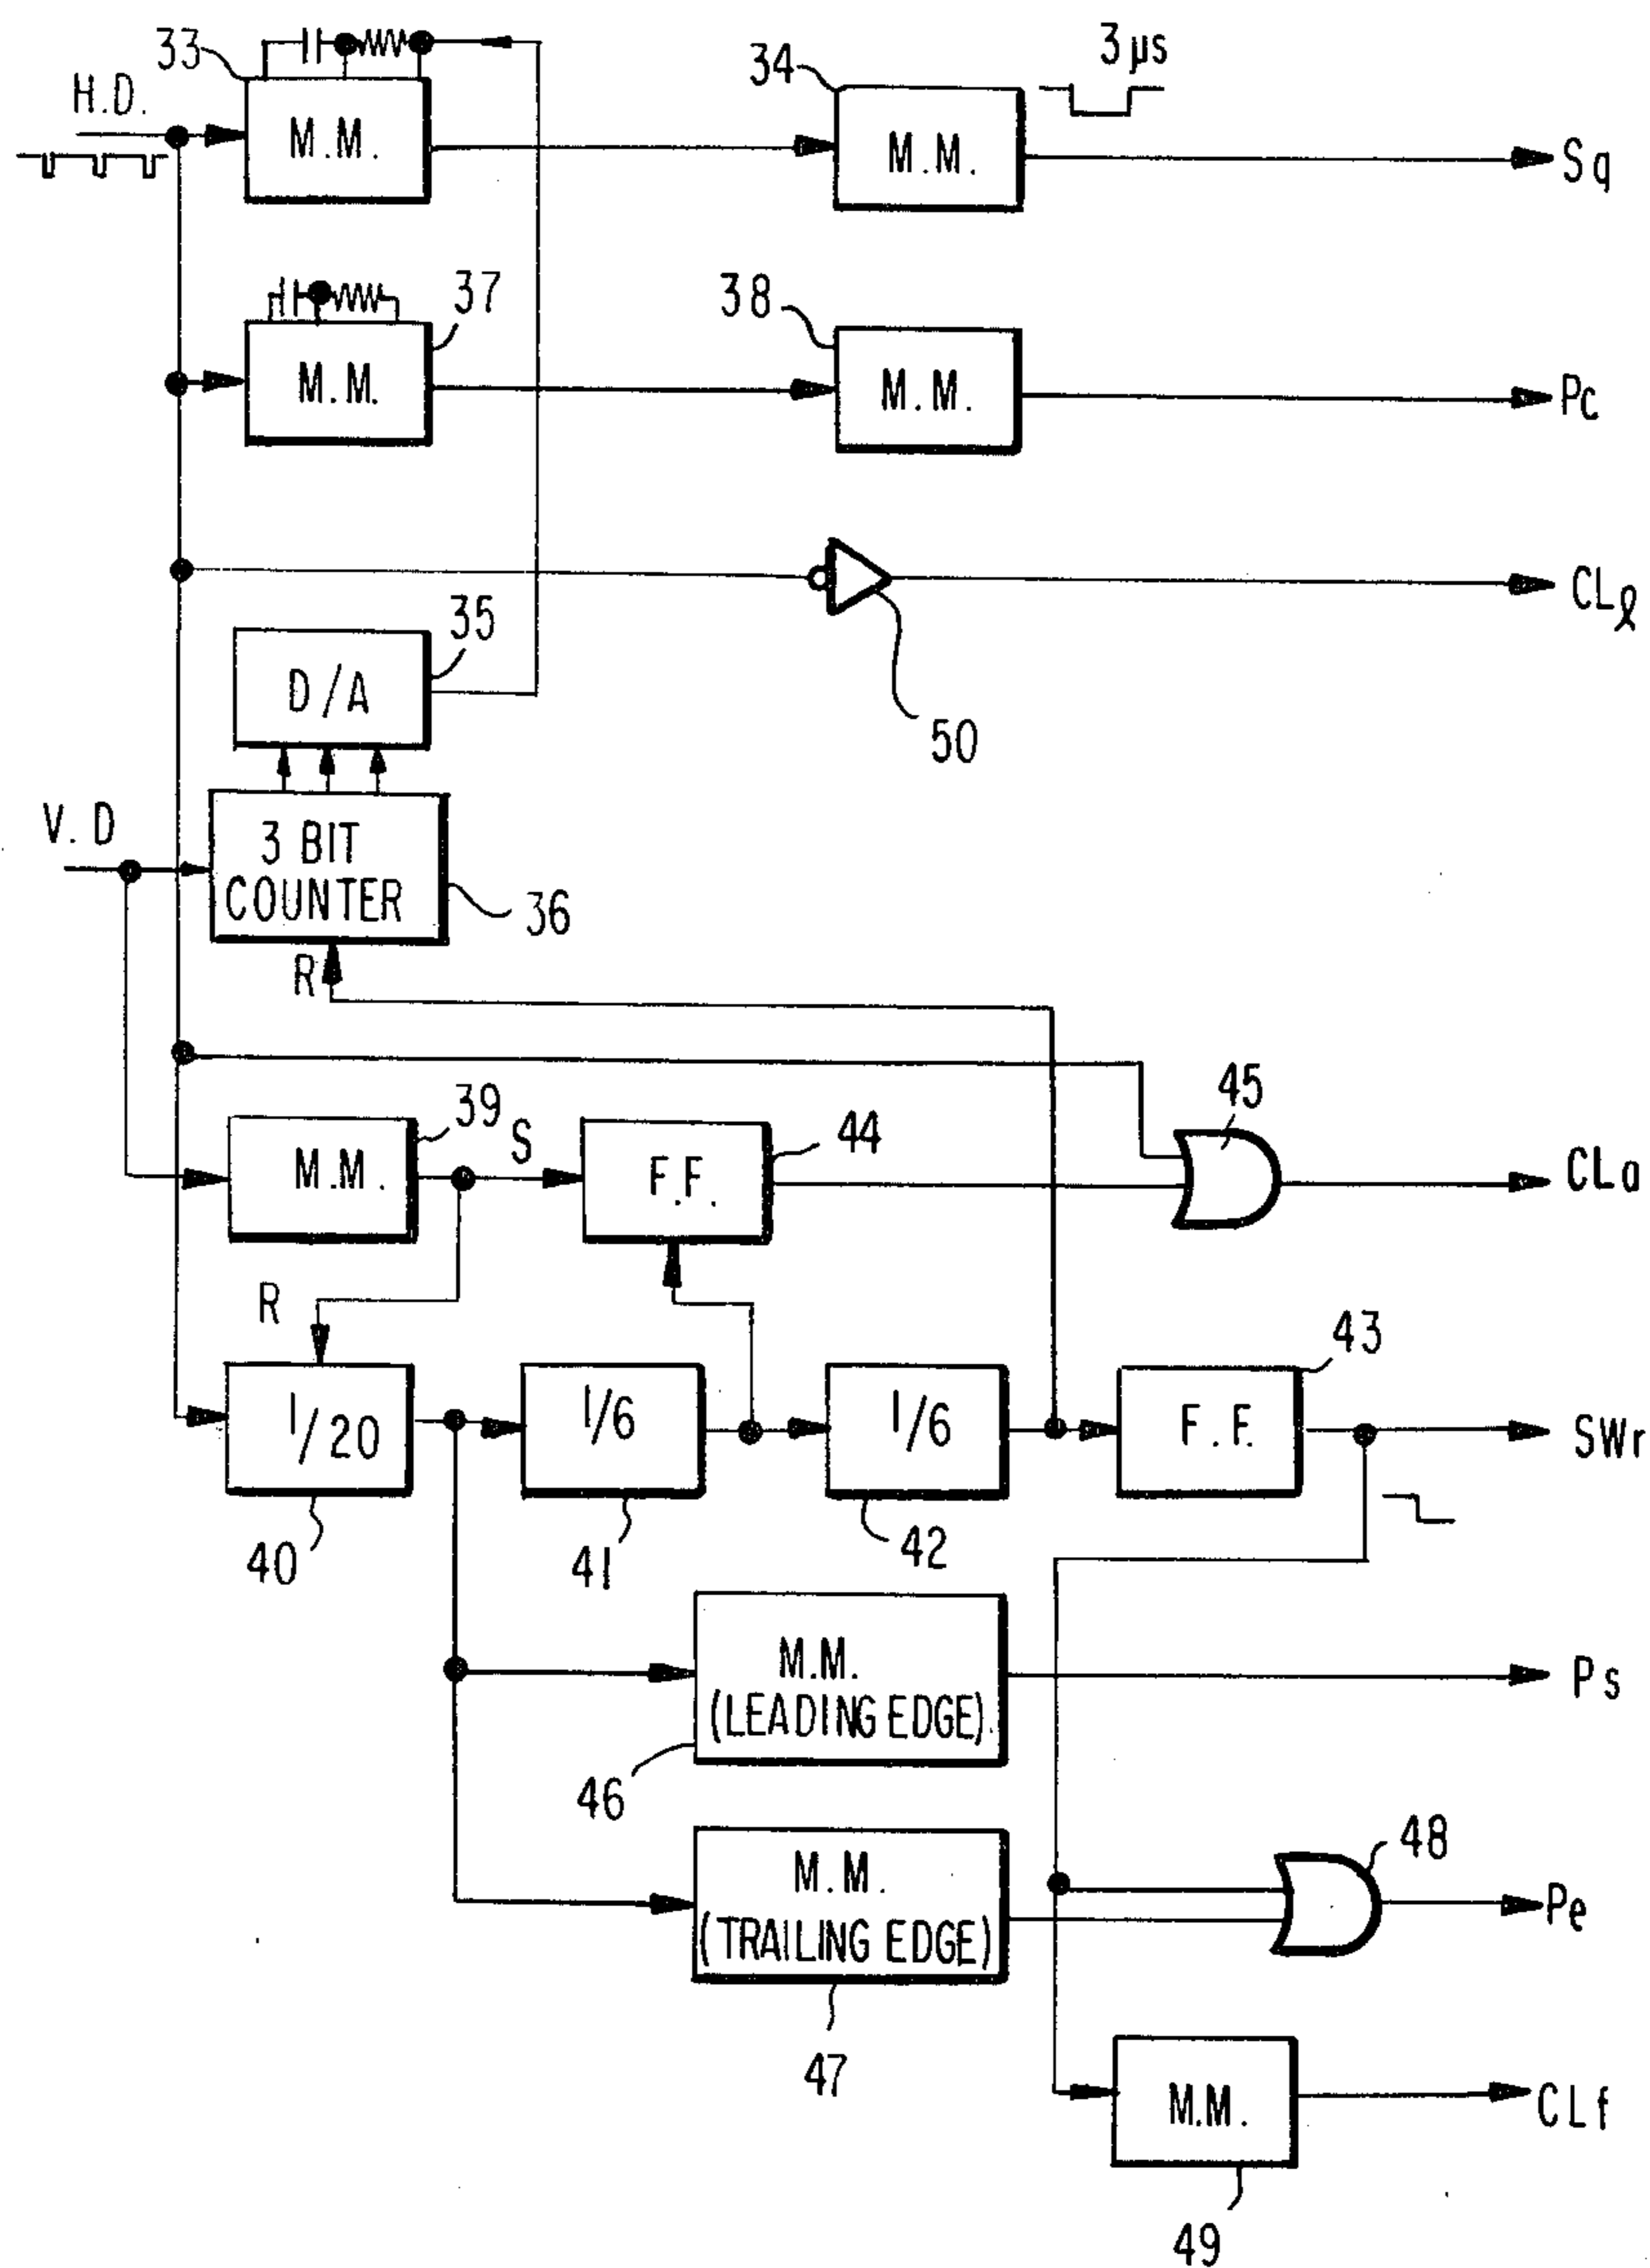 33
3 µs
H.D.
34
M.M.
M.M.
Sq
37
38
M.M.
M.M.
Pc
35
CLℓ
D/A
50
V.D
3 BIT
COUNTER
36
R
39
S
44
45
M.M.
F.F.
CLa
R
43
1/20
1/6
1/6
F.F.
SWr
40
41
42
M.M.
(LEADING EDGE)
Ps
46
48
M.M.
(TRAILING EDGE)
Pe
47
M.M.
CLf
49